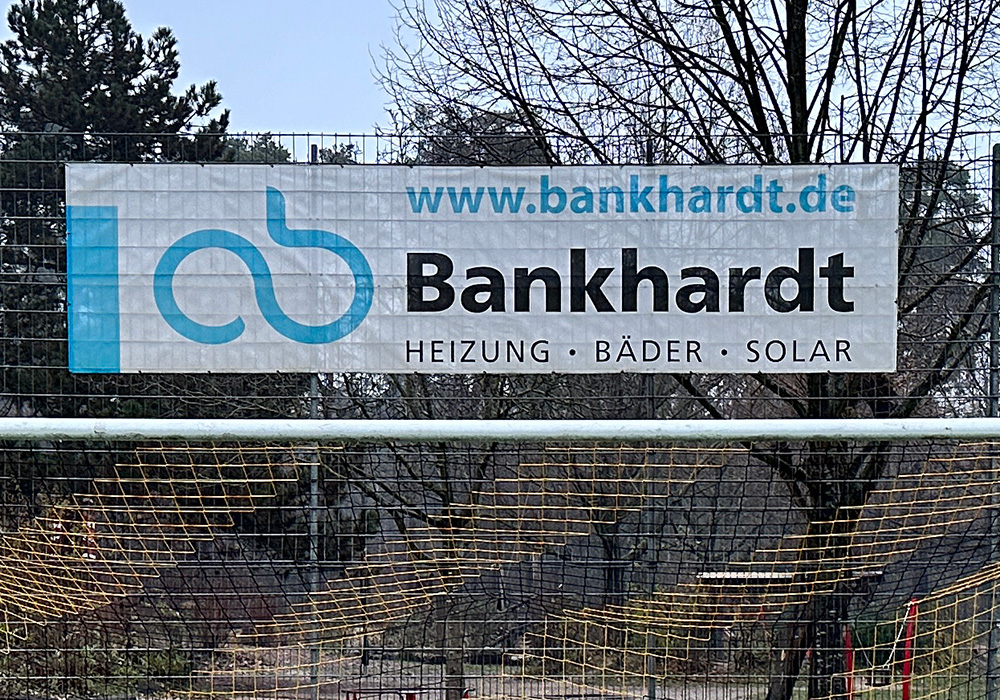 www.bankhardt.de
Bankhardt
HEIZUNG · BÄDER · SOLAR